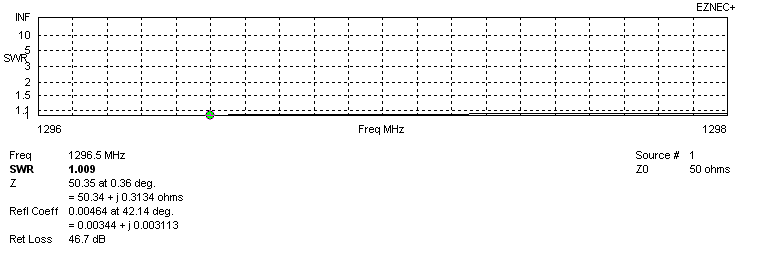 EZNEC+
INF
10
5
SWR
3
2
1.5
1.1
1
1296
Freq MHz
1298
Freq 1296.5 MHz
Source # 1
SWR 1.009
Z0 50 ohms
Z 50.35 at 0.36 deg.
= 50.34 + j 0.3134 ohms
Refl Coeff 0.00464 at 42.14 deg.
= 0.00344 + j 0.003113
Ret Loss 46.7 dB